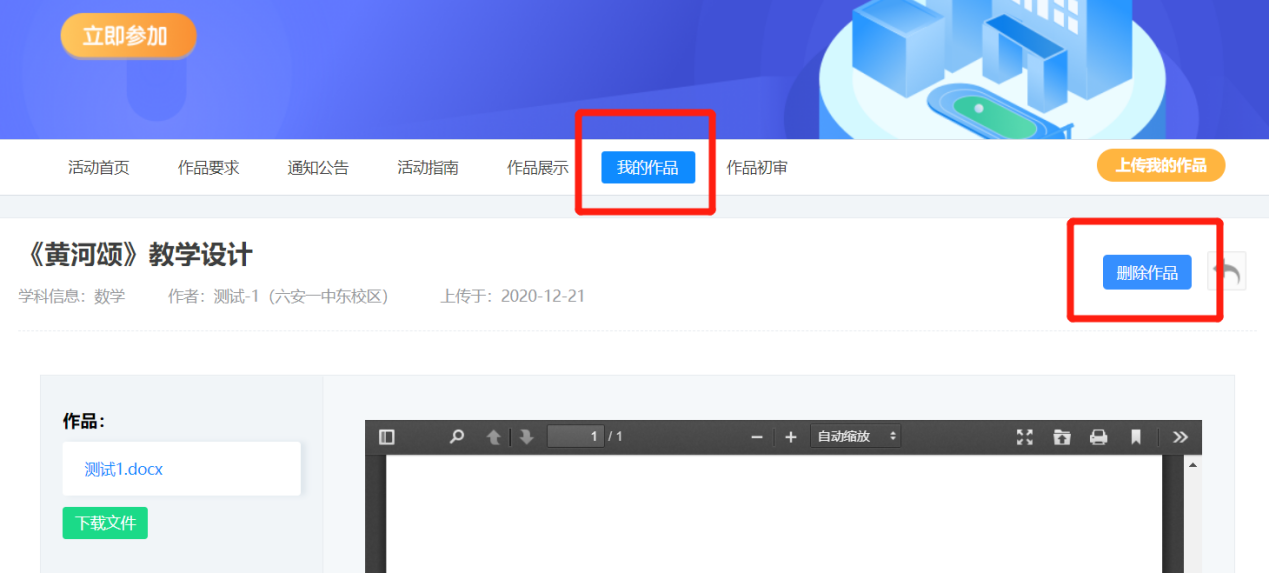 立即参加
活动首页 作品要求 通知公告 活动指南 作品展示 我的作品 作品初审 上传我的作品
《黄河颂》教学设计
删除作品
学科信息：数学 作者：测试-1（六安一中东校区） 上传于：2020-12-21
作品：
1 / 1 自动缩放
测试1.docx
下载文件